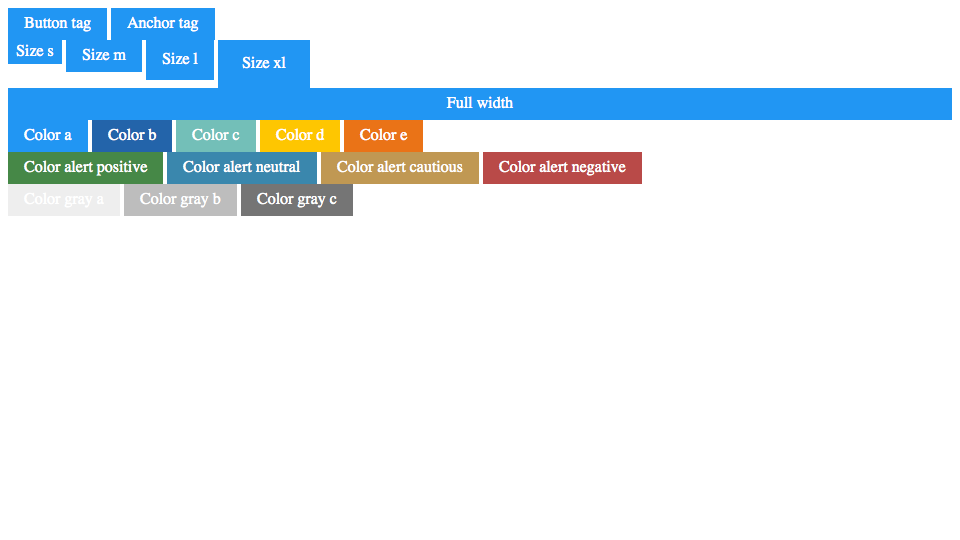 Button tag Anchor tag
Size s Size m Size l Size xl
Full width
Color a Color b Color c Color d Color e
Color alert positive Color alert neutral Color alert cautious Color alert negative
Color gray a Color gray b Color gray c